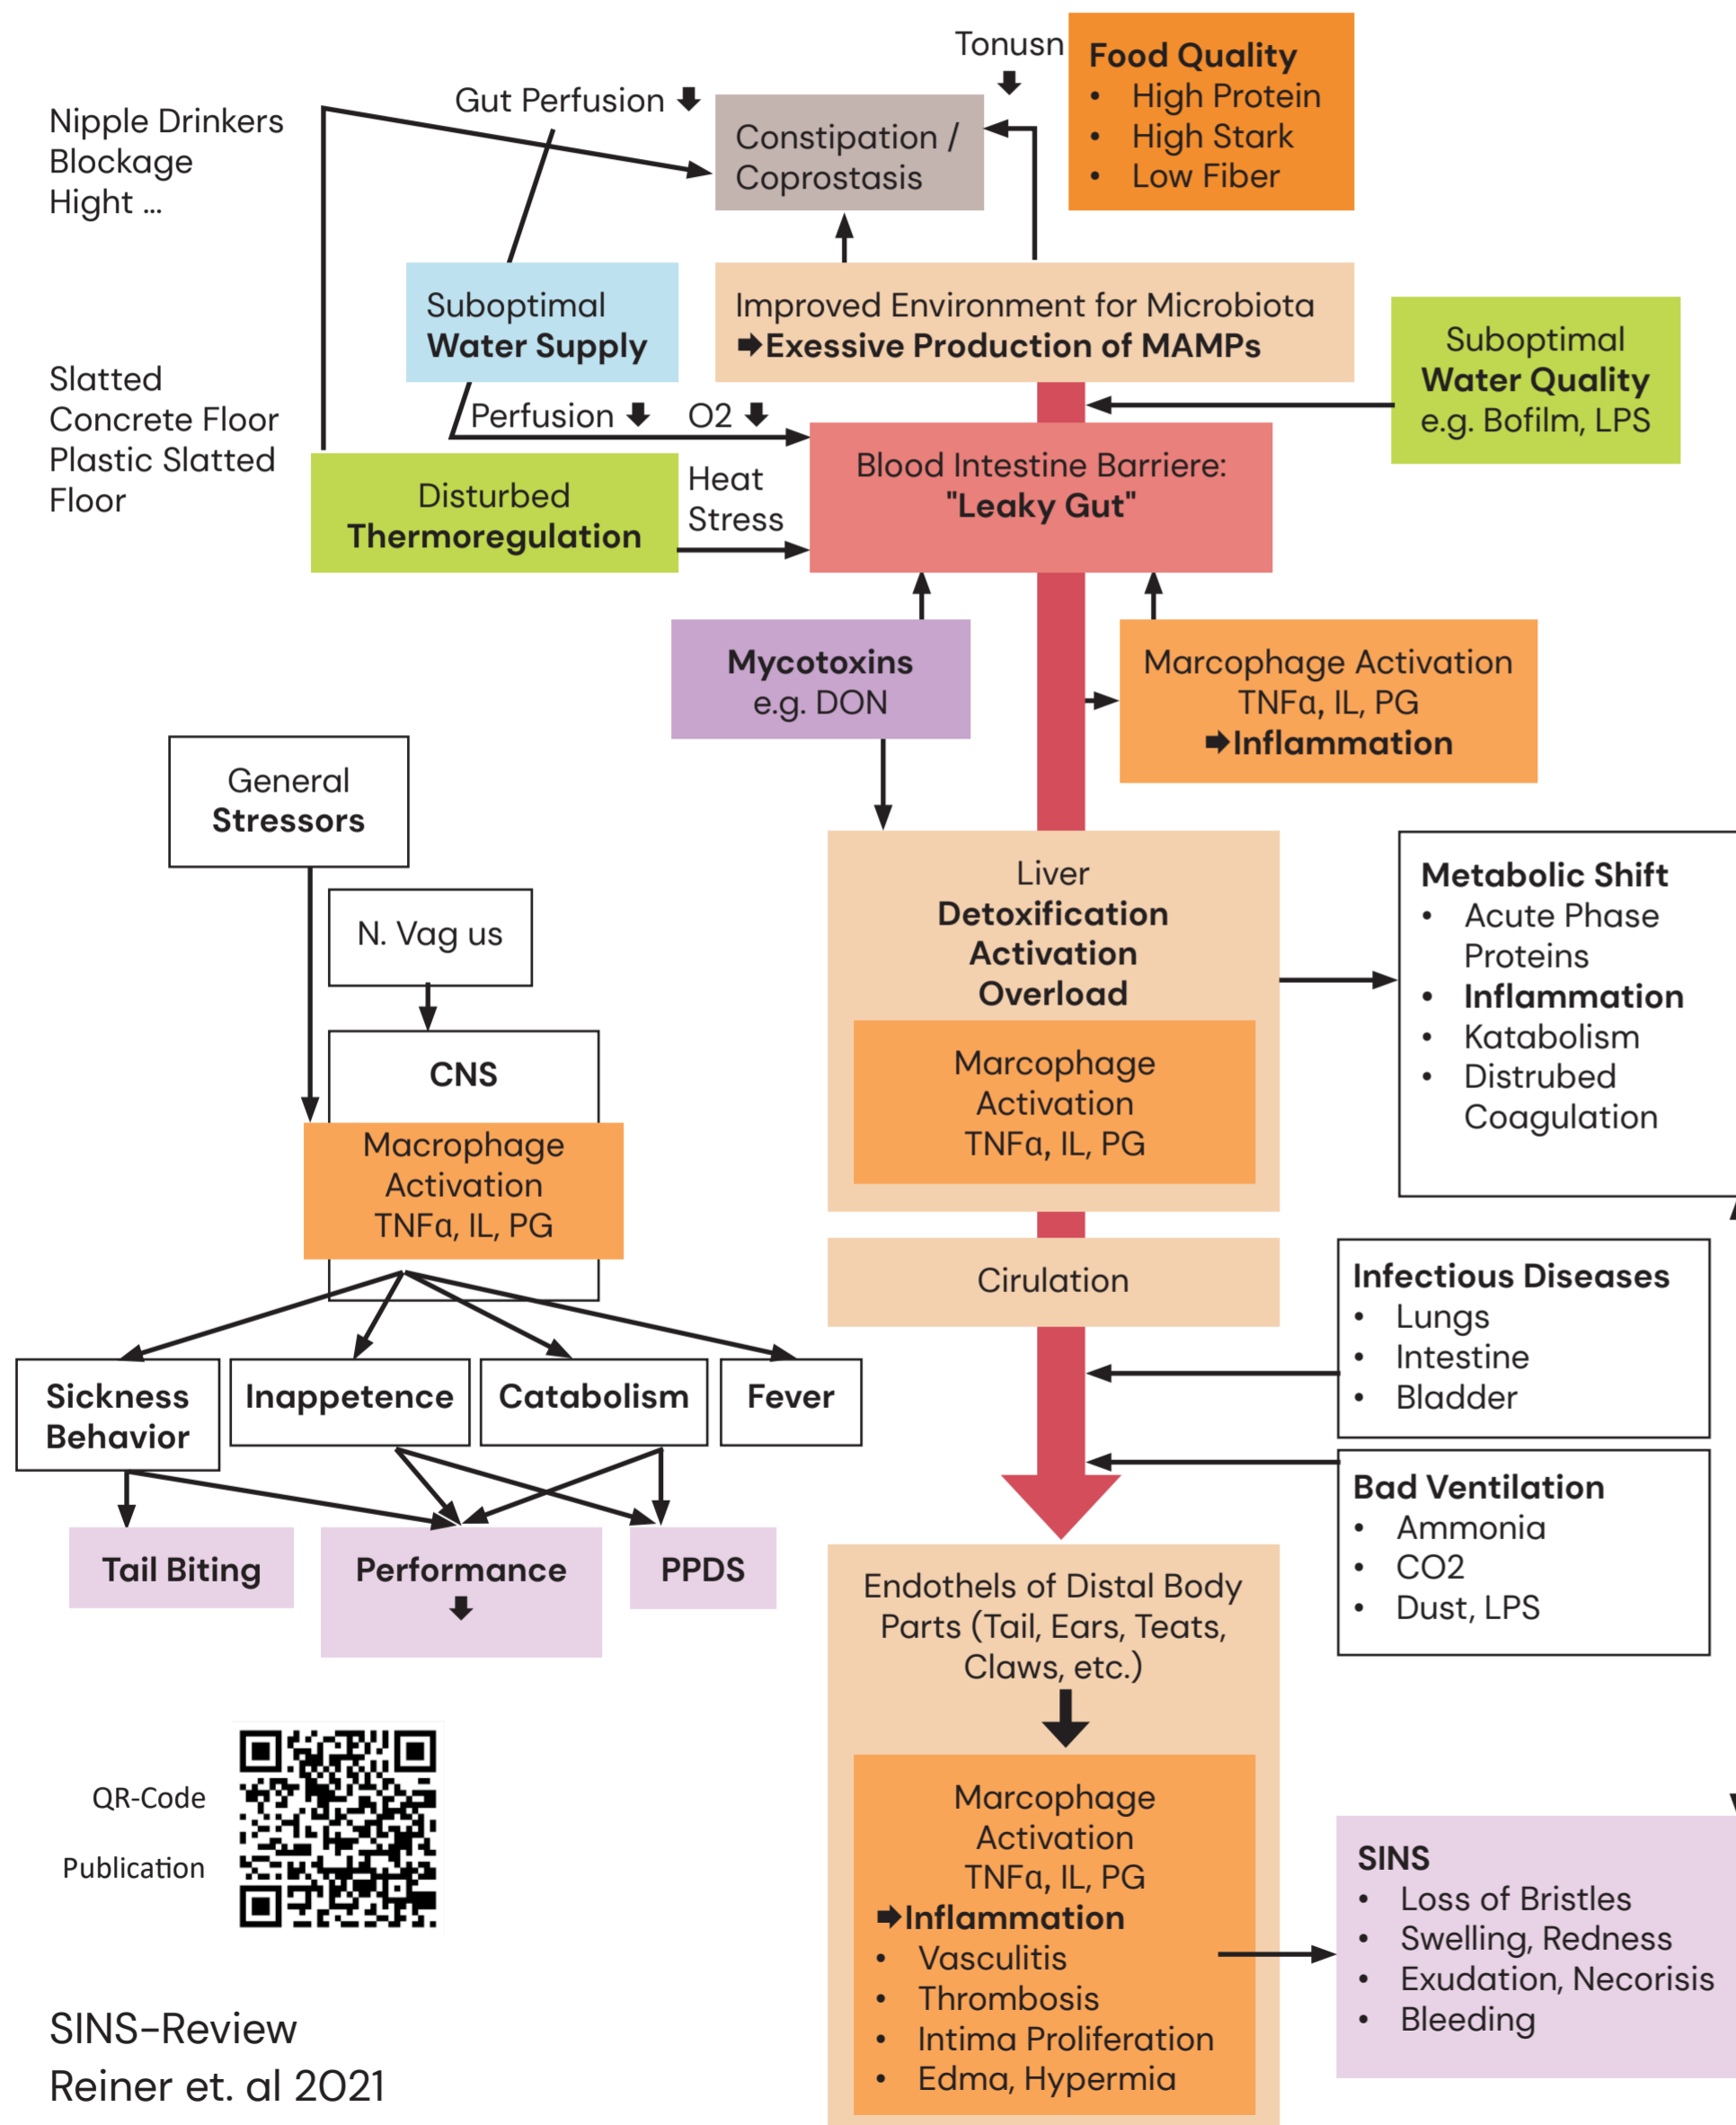 Tonusn
Food Quality
• High Protein
• High Stark
• Low Fiber
Gut Perfusion
Constipation /
Coprostasis
Nipple Drinkers
Blockage
Hight ...
Suboptimal
Water Supply
Improved Environment for Microbiota
Exessive Production of MAMPs
Suboptimal
Water Quality
e.g. Bofilm, LPS
Slatted
Concrete Floor
Plastic Slatted
Floor
Perfusion
O2
Blood Intestine Barriere:
"Leaky Gut"
Disturbed
Thermoregulation
Heat
Stress
Mycotoxins
e.g. DON
Marcophage Activation
TNFα, IL, PG
Inflammation
General
Stressors
N. Vag us
CNS
Macrophage
Activation
TNFα, IL, PG
Liver
Detoxification
Activation
Overload
Marcophage
Activation
TNFα, IL, PG
Metabolic Shift
• Acute Phase
Proteins
• Inflammation
• Katabolism
• Distrubed
Coagulation
Cirulation
Infectious Diseases
• Lungs
• Intestine
• Bladder
Sickness
Behavior
Inappetence
Catabolism
Fever
Bad Ventilation
• Ammonia
• CO2
• Dust, LPS
Tail Biting
Performance
PPDS
Endothels of Distal Body
Parts (Tail, Ears, Teats,
Claws, etc.)
Marcophage
Activation
TNFα, IL, PG
Inflammation
• Vasculitis
• Thrombosis
• Intima Proliferation
• Edma, Hypermia
SINS
• Loss of Bristles
• Swelling, Redness
• Exudation, Necorisis
• Bleeding
QR-Code
Publication
SINS-Review
Reiner et. al 2021